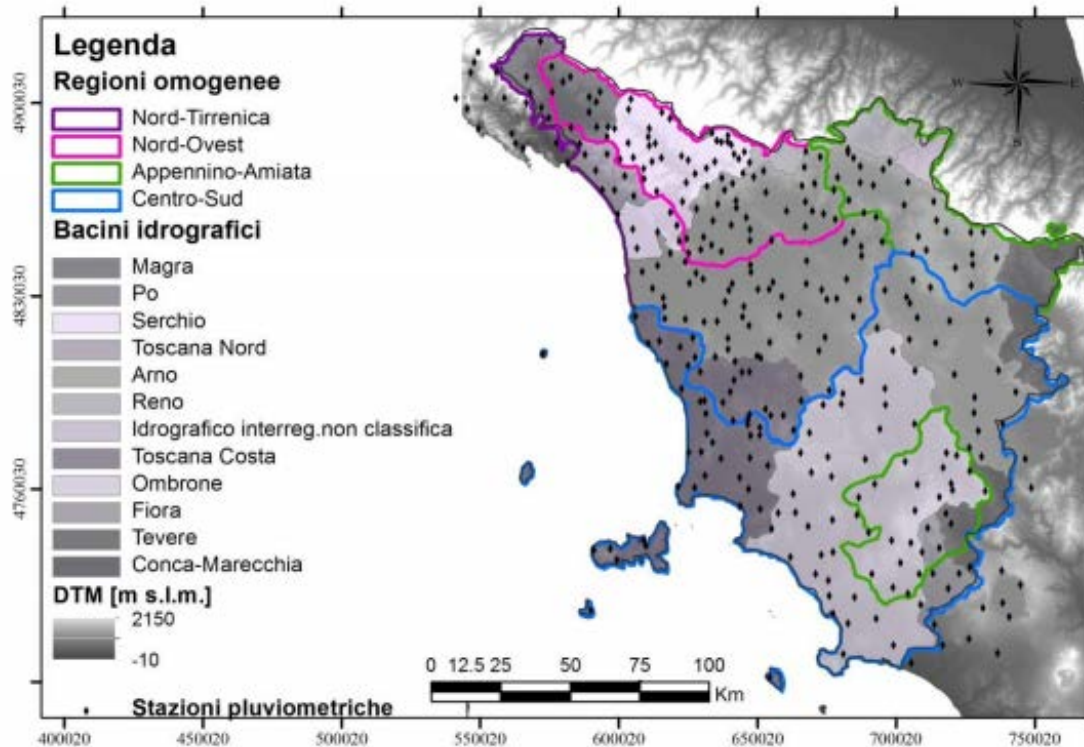 Legenda
Regioni omogenee
Nord-Tirrenica
Nord-Ovest
Appennino-Amiata
Centro-Sud
Bacini idrografici
Magra
Po
Serchio
Toscana Nord
Arno
Reno
Idrografico interreg.non classifica
Toscana Costa
Ombrone
Fiora
Tevere
Conca-Marecchia
DTM [m s.l.m.]
2150
-10
Stazioni pluviometriche
N
W E
S
0 12.5 25 50 75 100
Km
4900030
4830030
4760030
400020 450020 500020 550020 600020 650020 700020 750020